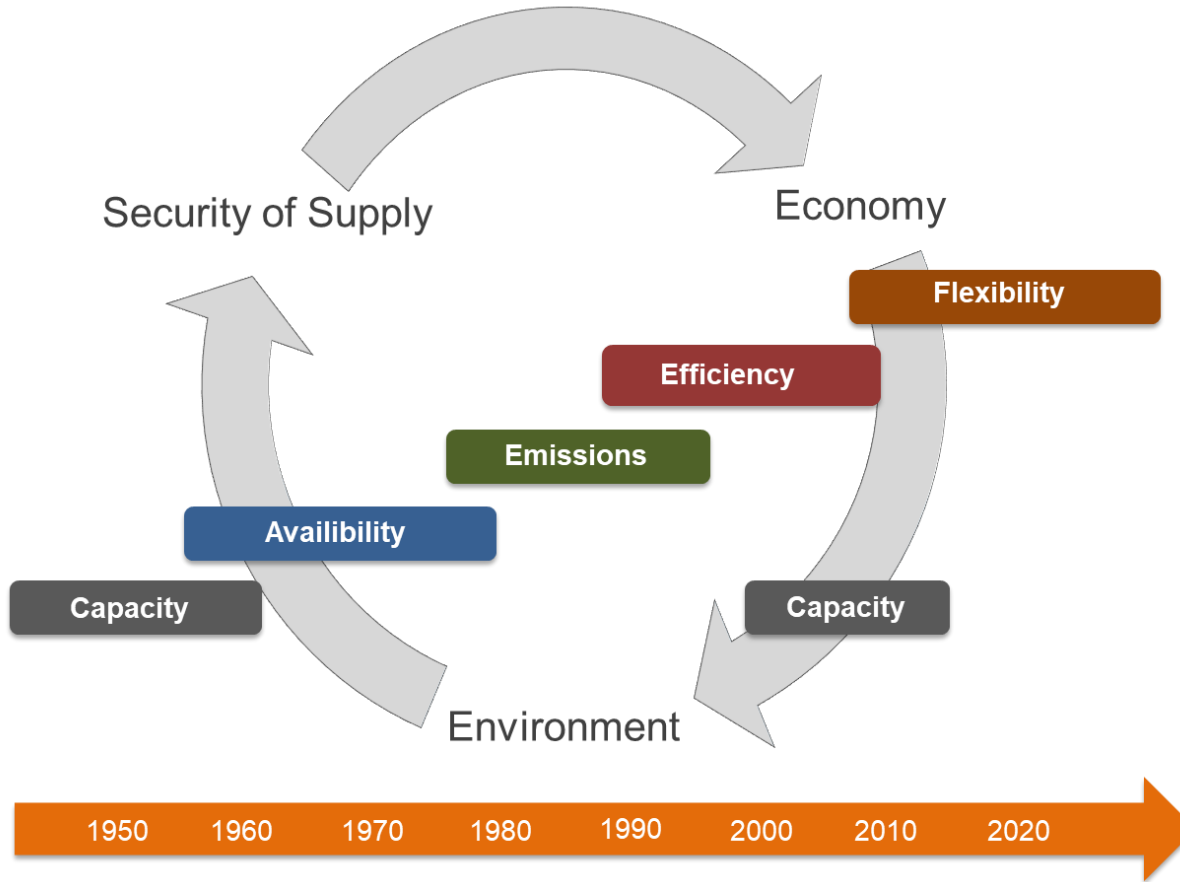 Security of Supply
Economy
Flexibility
Efficiency
Emissions
Availibility
Capacity
Capacity
Environment
1950 1960 1970 1980 1990 2000 2010 2020